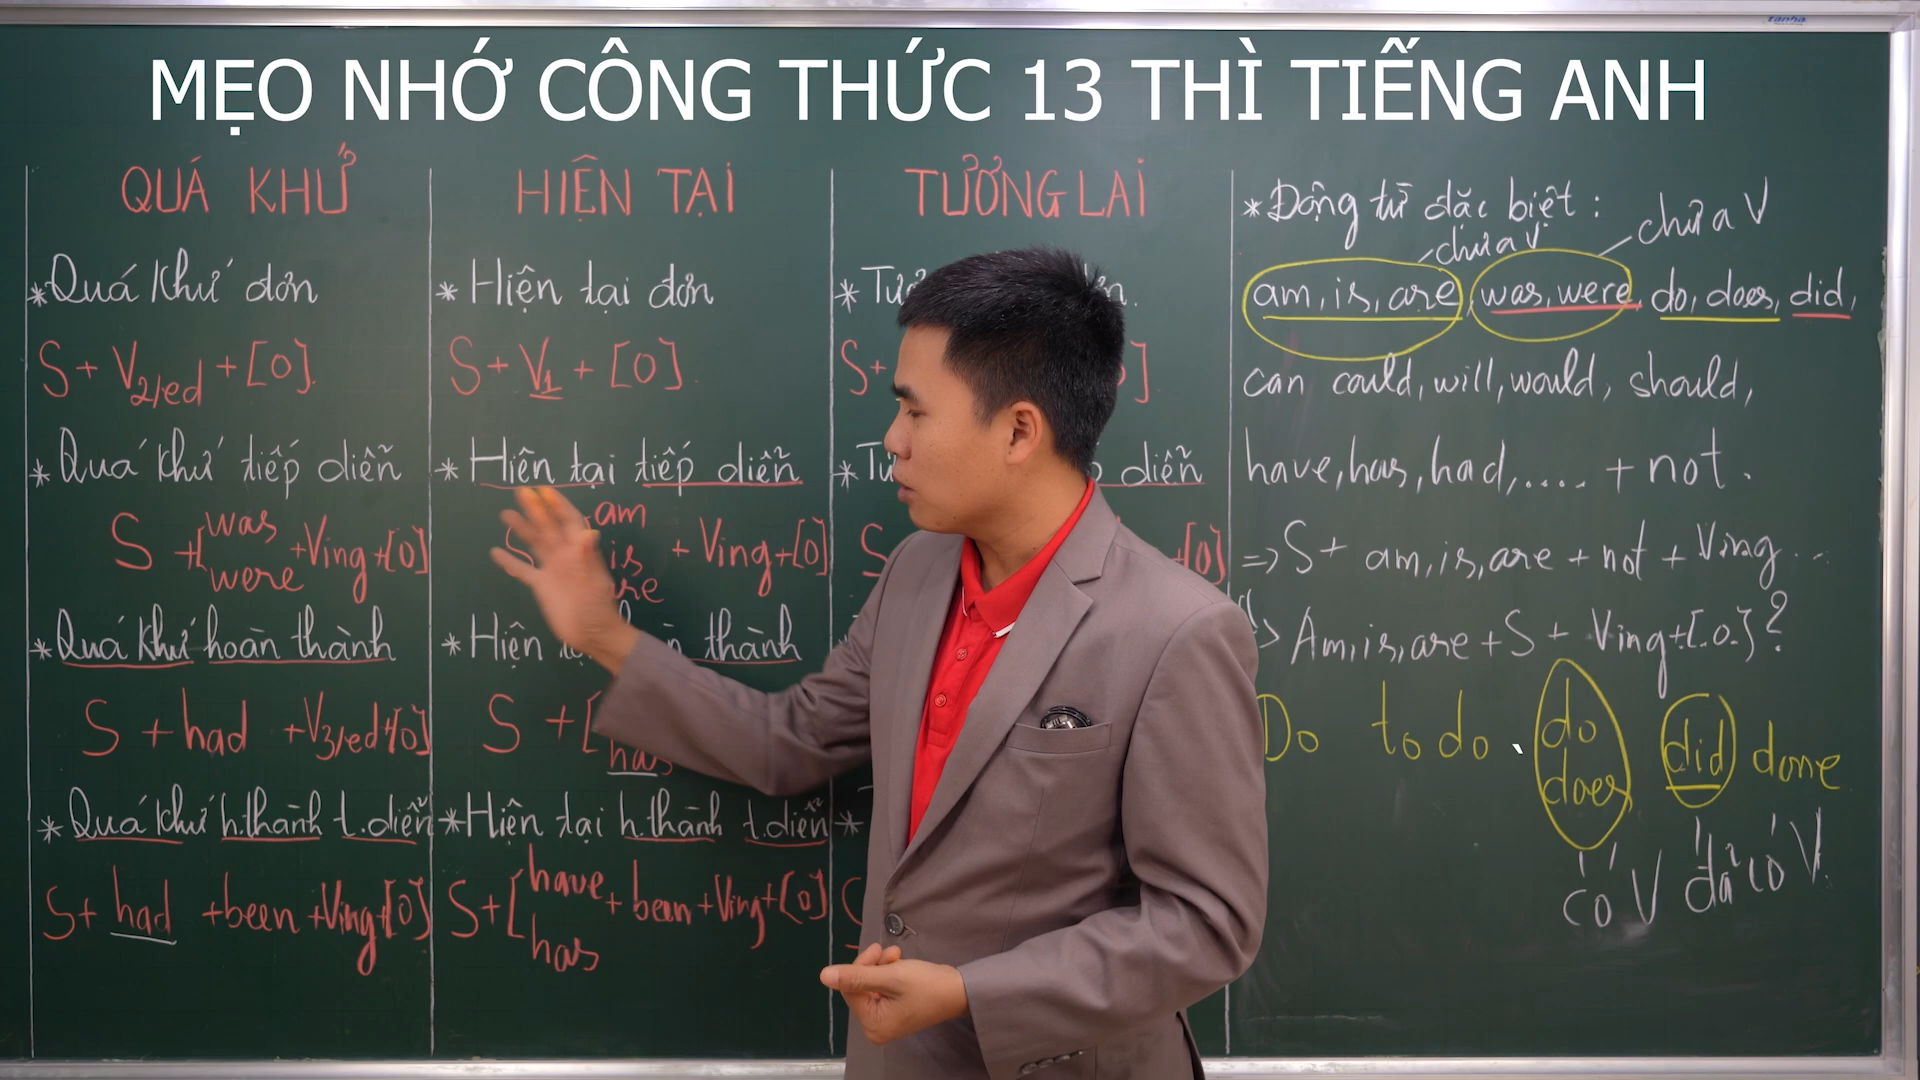 tanha
MẸO NHỚ CÔNG THỨC 13 THÌ TIẾNG ANH
QUÁ KHỨ
*Quá khứ đơn
S + V2/ed + [O].
* Quá khứ tiếp diễn
S +[was were +Ving+[O]
* Quá khứ hoàn thành
S + had +V3/ed+[O]
* Quá khứ h.thành t.diễn
S+ had +been +Ving+[O]
HIỆN TẠI
* Hiện tại đơn
S + V1 + [O].
* Hiện tại tiếp diễn
S am is are + Ving+[O]
* Hiện thành
S +[ has
* Hiện tại h.thành t.diễn
S+[have has + been +Ving+[O]
TƯƠNG LAI
*
S+ ].
* diễn
S +[O]
*
* Động từ đặc biệt :
chứa V
chưa V
am, is, are, was, were, do, does, did,
can could, will, would, should,
have, has, had, .... + not.
=> S + am, is, are + not + Ving ...
=> Am, is, are + S + Ving+[.O.]?
Do to do. do does did done
có V đã có V.